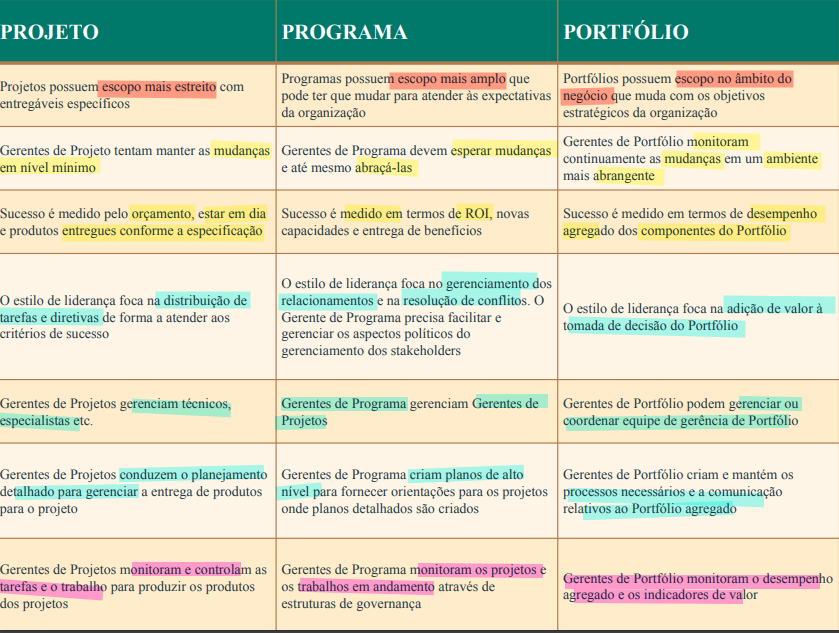 PROJETO
PROGRAMA
PORTFÓLIO
Projetos possuem escopo mais estreito com
entregáveis específicos
Programas possuem escopo mais amplo que
pode ter que mudar para atender às expectativas
da organização
Portfólios possuem escopo no âmbito do
negócio que muda com os objetivos
estratégicos da organização
Gerentes de Projeto tentam manter as mudanças
em nível mínimo
Gerentes de Programa devem esperar mudanças
e até mesmo abraçá-las
Gerentes de Portfólio monitoram
continuamente as mudanças em um ambiente
mais abrangente
Sucesso é medido pelo orçamento, estar em dia
e produtos entregues conforme a especificação
Sucesso é medido em termos de ROI, novas
capacidades e entrega de benefícios
Sucesso é medido em termos de desempenho
agregado dos componentes do Portfólio
O estilo de liderança foca na distribuição de
tarefas e diretivas de forma a atender aos
critérios de sucesso
O estilo de liderança foca no gerenciamento dos
relacionamentos e na resolução de conflitos. O
Gerente de Programa precisa facilitar e
gerenciar os aspectos políticos do
gerenciamento dos stakeholders
O estilo de liderança foca na adição de valor à
tomada de decisão do Portfólio
Gerentes de Projetos gerenciam técnicos,
especialistas etc.
Gerentes de Programa gerenciam Gerentes de
Projetos
Gerentes de Portfólio podem gerenciar ou
coordenar equipe de gerência de Portfólio
Gerentes de Projetos conduzem o planejamento
detalhado para gerenciar a entrega de produtos
para o projeto
Gerentes de Programa criam planos de alto
nível para fornecer orientações para os projetos
onde planos detalhados são criados
Gerentes de Portfólio criam e mantém os
processos necessários e a comunicação
relativos ao Portfólio agregado
Gerentes de Projetos monitoram e controlam as
tarefas e o trabalho para produzir os produtos
dos projetos
Gerentes de Programa monitoram os projetos e
os trabalhos em andamento através de
estruturas de governança
Gerentes de Portfólio monitoram o desempenho
agregado e os indicadores de valor